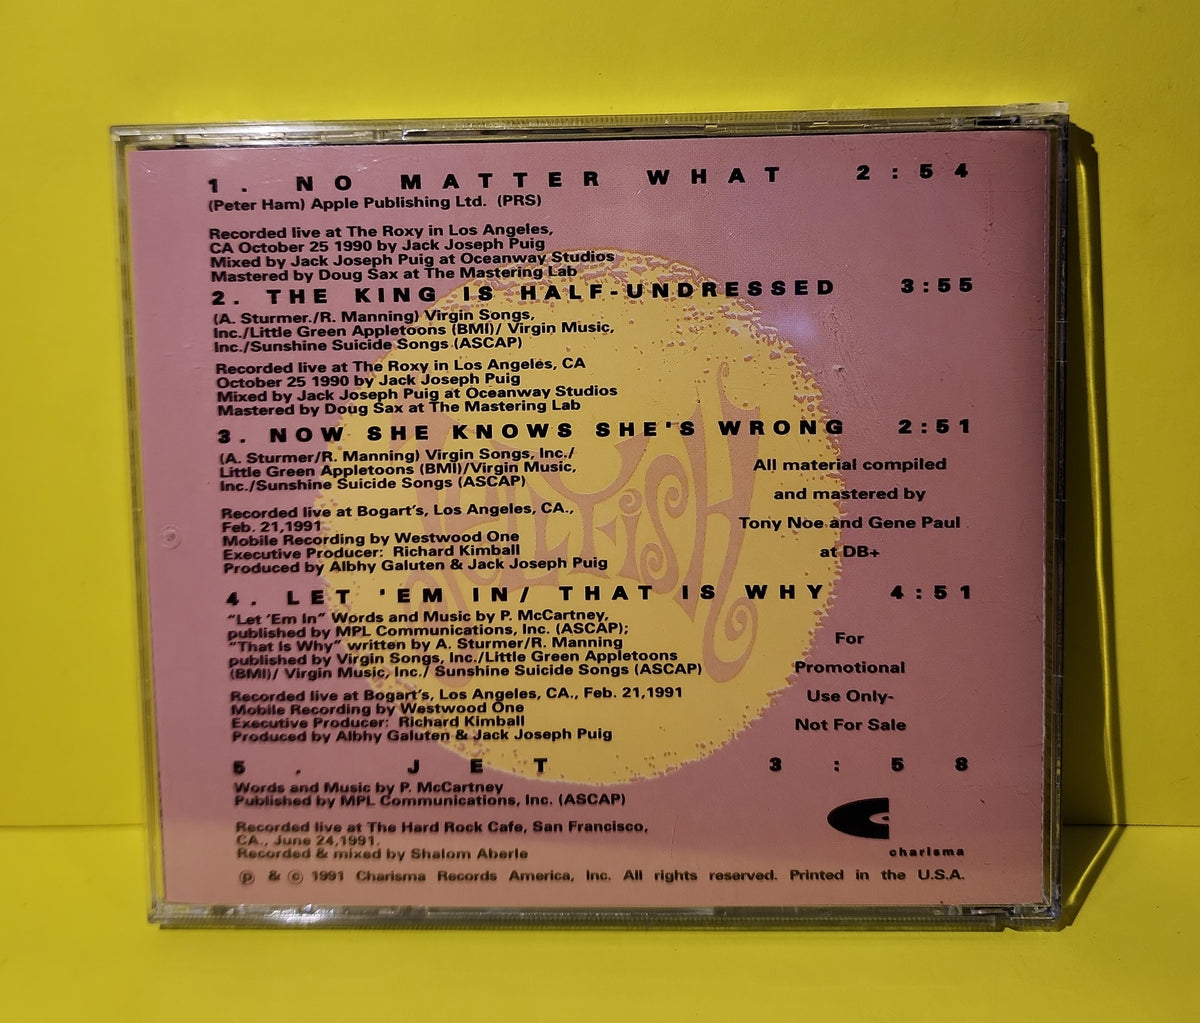 1. NO MATTER WHAT 2:54
(Peter Ham) Apple Publishing Ltd. (PRS)
Recorded live at The Roxy in Los Angeles,
CA October 25 1990 by Jack Joseph Puig
Mixed by Jack Joseph Puig at Oceanway Studios
Mastered by Doug Sax at The Mastering Lab
2. THE KING IS HALF-UNDRESSED 3:55
(A. Sturmer./R. Manning) Virgin Songs,
Inc./Little Green Appletoons (BMI)/ Virgin Music,
Inc./Sunshine Suicide Songs (ASCAP)
Recorded live at The Roxy in Los Angeles, CA
October 25 1990 by Jack Joseph Puig
Mixed by Jack Joseph Puig at Oceanway Studios
Mastered by Doug Sax at The Mastering Lab
3. NOW SHE KNOWS SHE'S WRONG 2:51
(A. Sturmer/R. Manning) Virgin Songs, Inc./
Little Green Appletoons (BMI)/Virgin Music,
Inc./Sunshine Suicide Songs (ASCAP)
Recorded live at Bogart's, Los Angeles, CA.,
Feb. 21,1991
Mobile Recording by Westwood One
Executive Producer: Richard Kimball
Produced by Albhy Galuten & Jack Joseph Puig
All material compiled
and mastered by
Tony Noe and Gene Paul
at DB+
JELLYFiSH
4. LET 'EM IN/ THAT IS WHY 4:51
"Let 'Em In" Words and Music by P. McCartney,
published by MPL Communications, Inc. (ASCAP);
"That Is Why" written by A. Sturmer/R. Manning
published by Virgin Songs, Inc./Little Green Appletoons
(BMI)/ Virgin Music, Inc./ Sunshine Suicide Songs (ASCAP)
Recorded live at Bogart's, Los Angeles, CA., Feb. 21,1991
Mobile Recording by Westwood One
Executive Producer: Richard Kimball
Produced by Albhy Galuten & Jack Joseph Puig
For
Promotional
Use Only-
Not For Sale
5. JET 3:58
Words and Music by P. McCartney
Published by MPL Communications, Inc. (ASCAP)
Recorded live at The Hard Rock Cafe, San Francisco,
CA., June 24,1991.
Recorded & mixed by Shalom Aberle
charisma
℗ & © 1991 Charisma Records America, Inc. All rights reserved. Printed in the U.S.A.